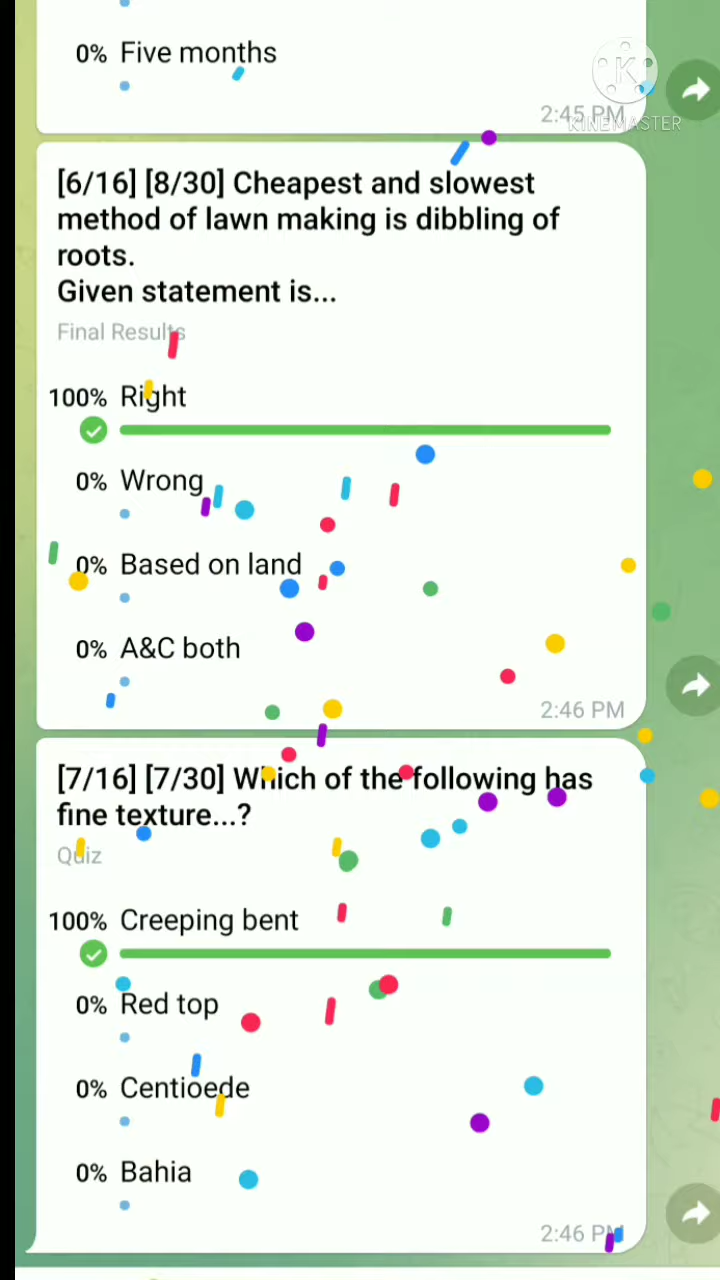 0% Five months
2:45 PM
K
KINEMASTER
[6/16] [8/30] Cheapest and slowest
method of lawn making is dibbling of
roots.
Given statement is...
Final Results
100% Right
0% Wrong
0% Based on land
0% A&C both
2:46 PM
[7/16] [7/30] Which of the following has
fine texture...?
Quiz
100% Creeping bent
0% Red top
0% Centioede
0% Bahia
2:46 PM